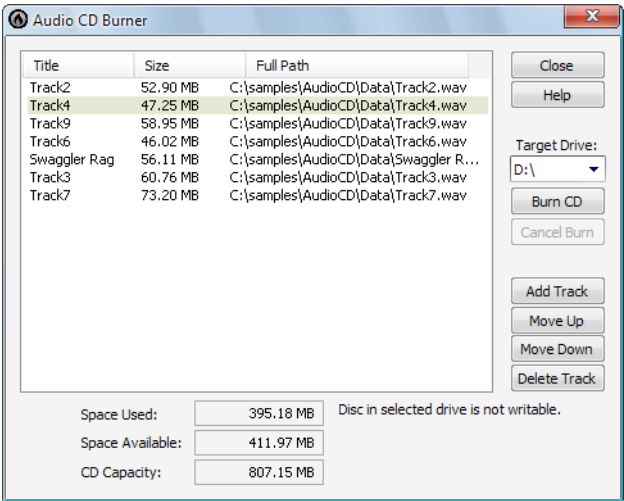 Audio CD Burner
Title Size Full Path
Track2 52.90 MB C:\samples\AudioCD\Data\Track2.wav
Track4 47.25 MB C:\samples\AudioCD\Data\Track4.wav
Track9 58.95 MB C:\samples\AudioCD\Data\Track9.wav
Track6 46.02 MB C:\samples\AudioCD\Data\Track6.wav
Swaggler Rag 56.11 MB C:\samples\AudioCD\Data\Swaggler R...
Track3 60.76 MB C:\samples\AudioCD\Data\Track3.wav
Track7 73.20 MB C:\samples\AudioCD\Data\Track7.wav
Close
Help
Target Drive:
D:\
Burn CD
Cancel Burn
Add Track
Move Up
Move Down
Delete Track
Space Used: 395.18 MB Disc in selected drive is not writable.
Space Available: 411.97 MB
CD Capacity: 807.15 MB